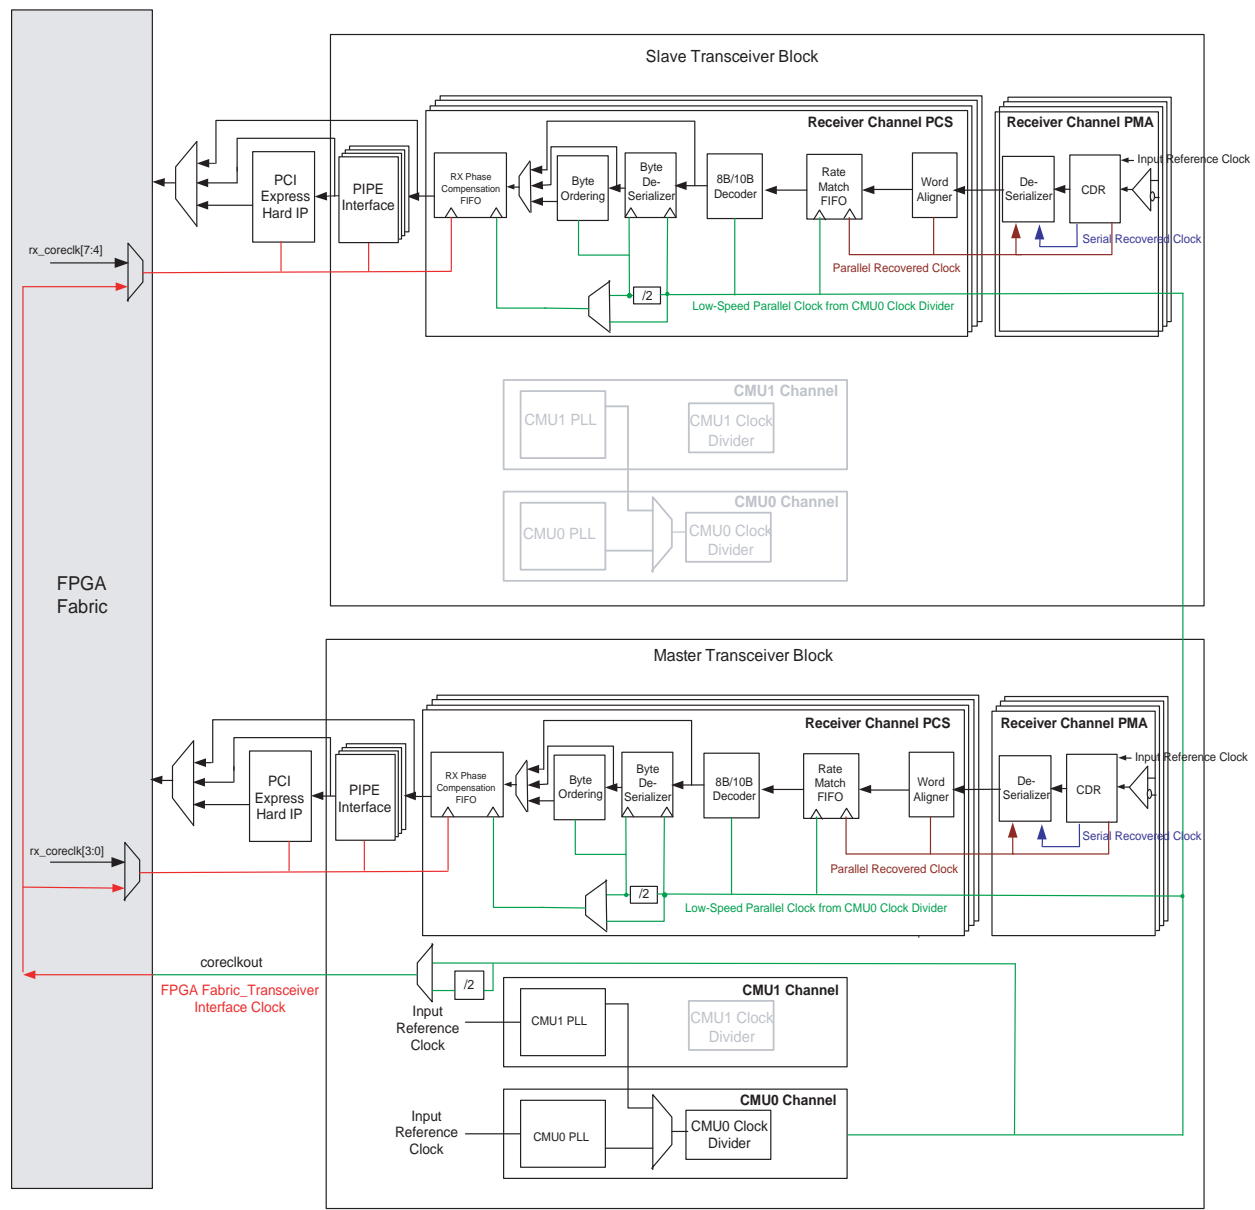 Slave Transceiver Block
Receiver Channel PCS
Receiver Channel PMA
Input Reference Clock
PCI
Express
Hard IP
PIPE
Interface
RX Phase
Compensation
FIFO
Byte
Ordering
Byte
De-
Serializer
8B/10B
Decoder
Rate
Match
FIFO
Word
Aligner
De-
Serializer
CDR
Serial Recovered Clock
Parallel Recovered Clock
rx_coreclk[7:4]
/2
Low-Speed Parallel Clock from CMU0 Clock Divider
CMU1 Channel
CMU1 PLL
CMU1 Clock
Divider
CMU0 Channel
CMU0 PLL
CMU0 Clock
Divider
FPGA
Fabric
Master Transceiver Block
Receiver Channel PCS
Receiver Channel PMA
Input Reference Clock
PCI
Express
Hard IP
PIPE
Interface
RX Phase
Compensation
FIFO
Byte
Ordering
Byte
De-
Serializer
8B/10B
Decoder
Rate
Match
FIFO
Word
Aligner
De-
Serializer
CDR
Serial Recovered Clock
Parallel Recovered Clock
rx_coreclk[3:0]
/2
Low-Speed Parallel Clock from CMU0 Clock Divider
coreclkout
FPGA Fabric_Transceiver
Interface Clock
/2
Input
Reference
Clock
CMU1 Channel
CMU1 PLL
CMU1 Clock
Divider
Input
Reference
Clock
CMU0 Channel
CMU0 PLL
CMU0 Clock
Divider